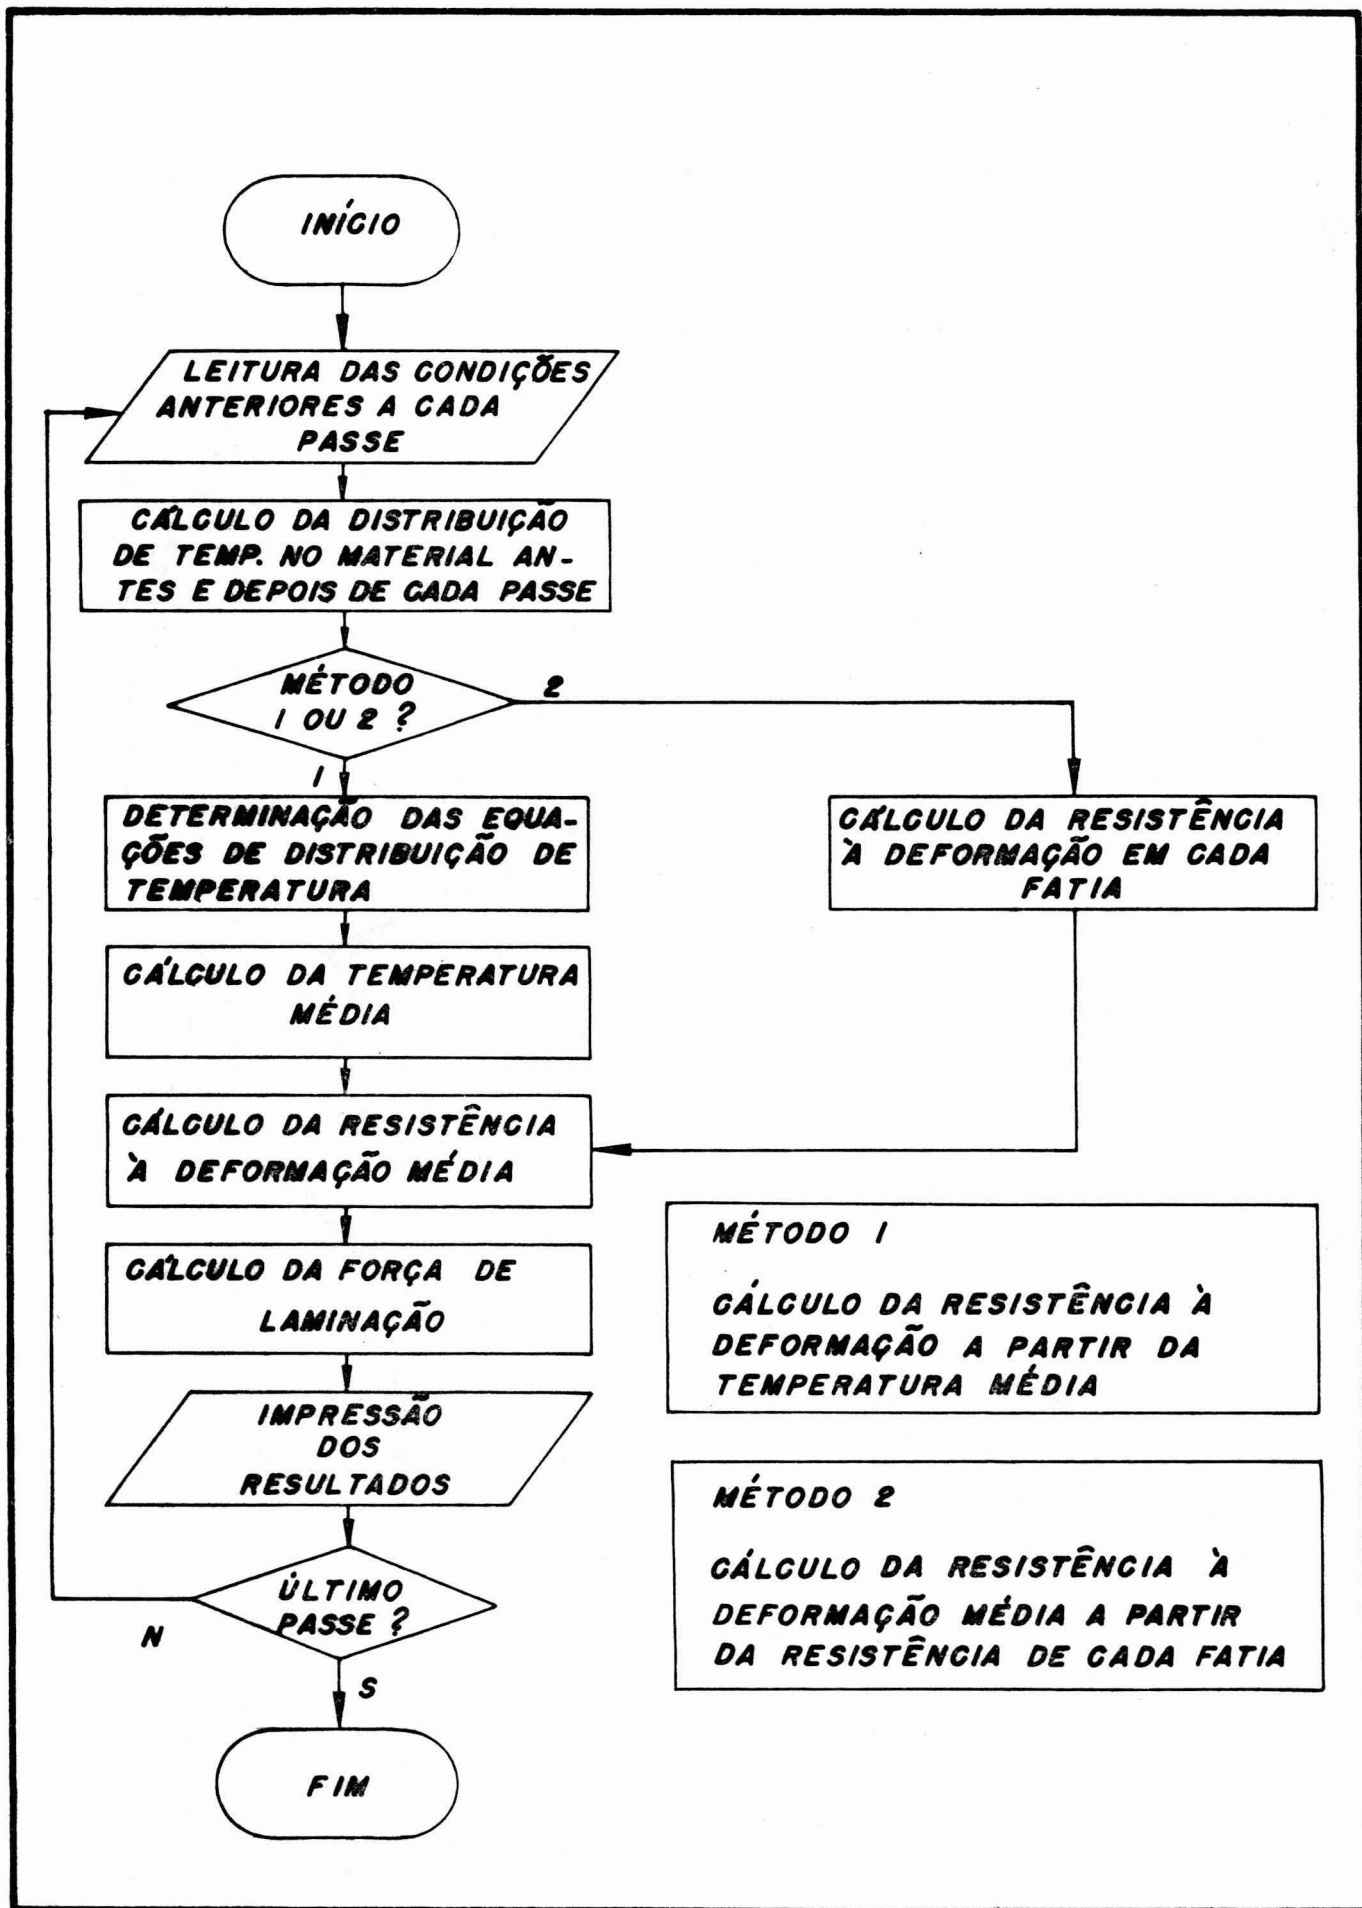 INÍCIO
LEITURA DAS CONDIÇÕES
ANTERIORES A CADA
PASSE
CÁLCULO DA DISTRIBUIÇÃO
DE TEMP. NO MATERIAL AN-
TES E DEPOIS DE CADA PASSE
MÉTODO
1 OU 2 ?
2
1
DETERMINAÇÃO DAS EQUA-
ÇÕES DE DISTRIBUIÇÃO DE
TEMPERATURA
CÁLCULO DA RESISTÊNCIA
À DEFORMAÇÃO EM CADA
FATIA
CÁLCULO DA TEMPERATURA
MÉDIA
CÁLCULO DA RESISTÊNCIA
À DEFORMAÇÃO MÉDIA
CÁLCULO DA FORÇA DE
LAMINAÇÃO
IMPRESSÃO
DOS
RESULTADOS
ÚLTIMO
PASSE ?
N
S
FIM
MÉTODO 1
CÁLCULO DA RESISTÊNCIA À
DEFORMAÇÃO A PARTIR DA
TEMPERATURA MÉDIA
MÉTODO 2
CÁLCULO DA RESISTÊNCIA À
DEFORMAÇÃO MÉDIA A PARTIR
DA RESISTÊNCIA DE CADA FATIA